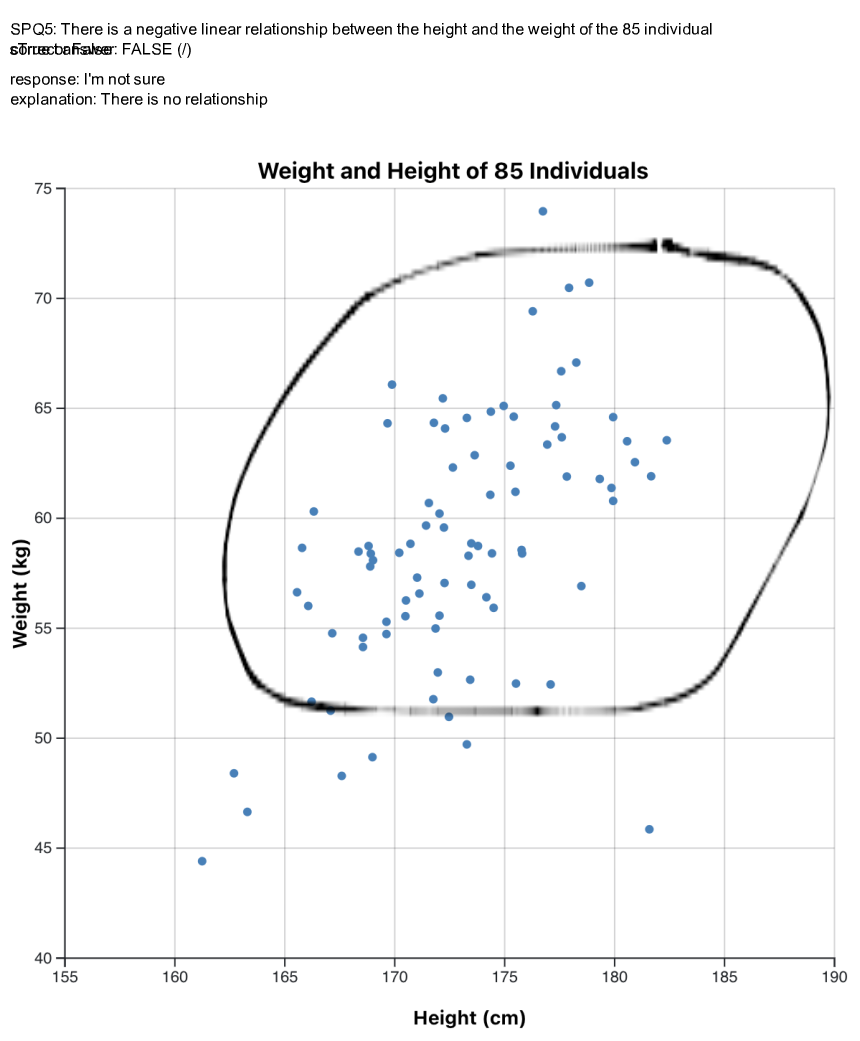 SPQ5: There is a negative linear relationship between the height and the weight of the 85 individual
FALSE (/)
response: I'm not sure
explanation: There is no relationship
Weight and Height of 85 Individuals
75
70
65
60
55
50
45
40
Weight (kg)
155 160 165 170 175 180 185 190
Height (cm)